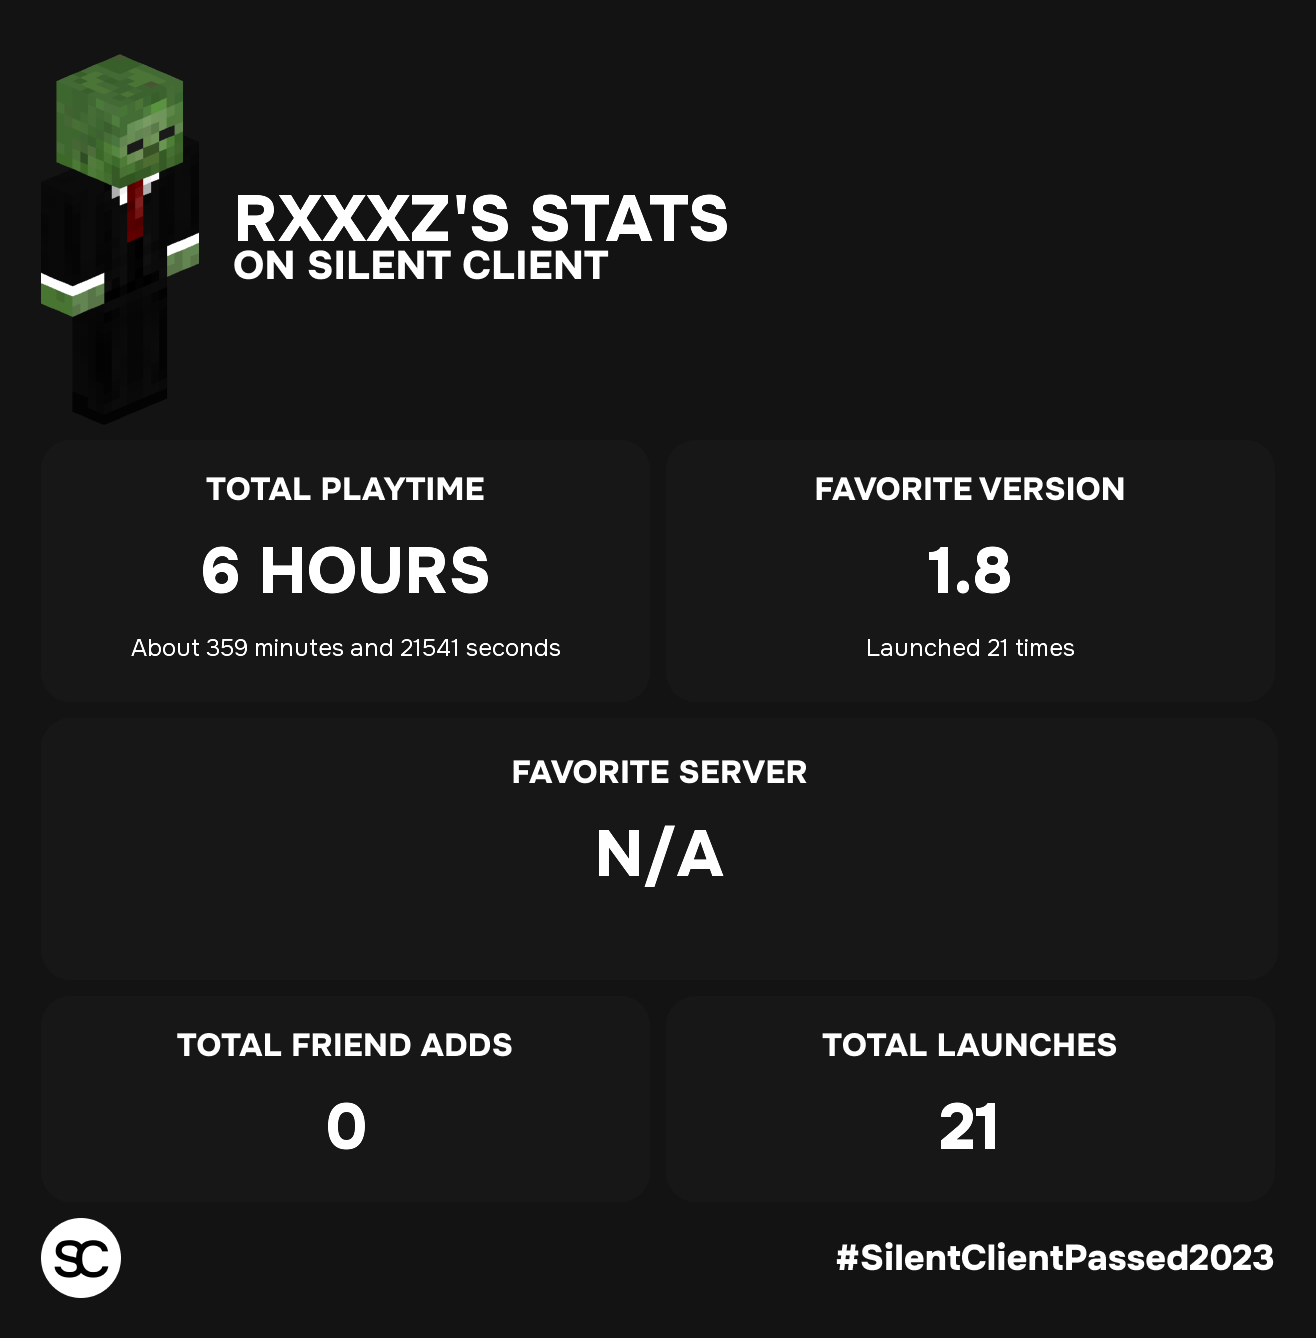 RXXXZ'S STATS
ON SILENT CLIENT
TOTAL PLAYTIME
6 HOURS
About 359 minutes and 21541 seconds
FAVORITE VERSION
1.8
Launched 21 times
FAVORITE SERVER
N/A
TOTAL FRIEND ADDS
0
TOTAL LAUNCHES
21
SC
#SilentClientPassed2023